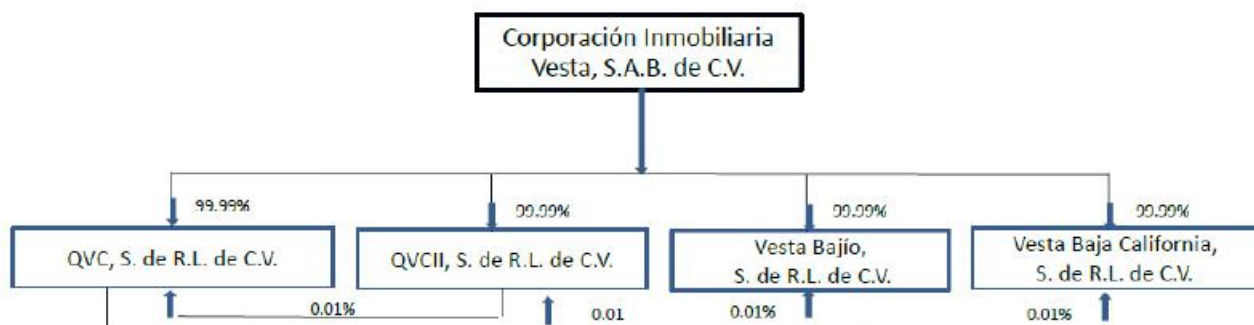 Corporación Inmobiliaria
Vesta, S.A.B. de C.V.
99.99%
99.99%
99.99%
99.99%
QVC, S. de R.L. de C.V.
QVCII, S. de R.L. de C.V.
Vesta Bajío,
S. de R.L. de C.V.
Vesta Baja California,
S. de R.L. de C.V.
0.01%
0.01
0.01%
0.01%